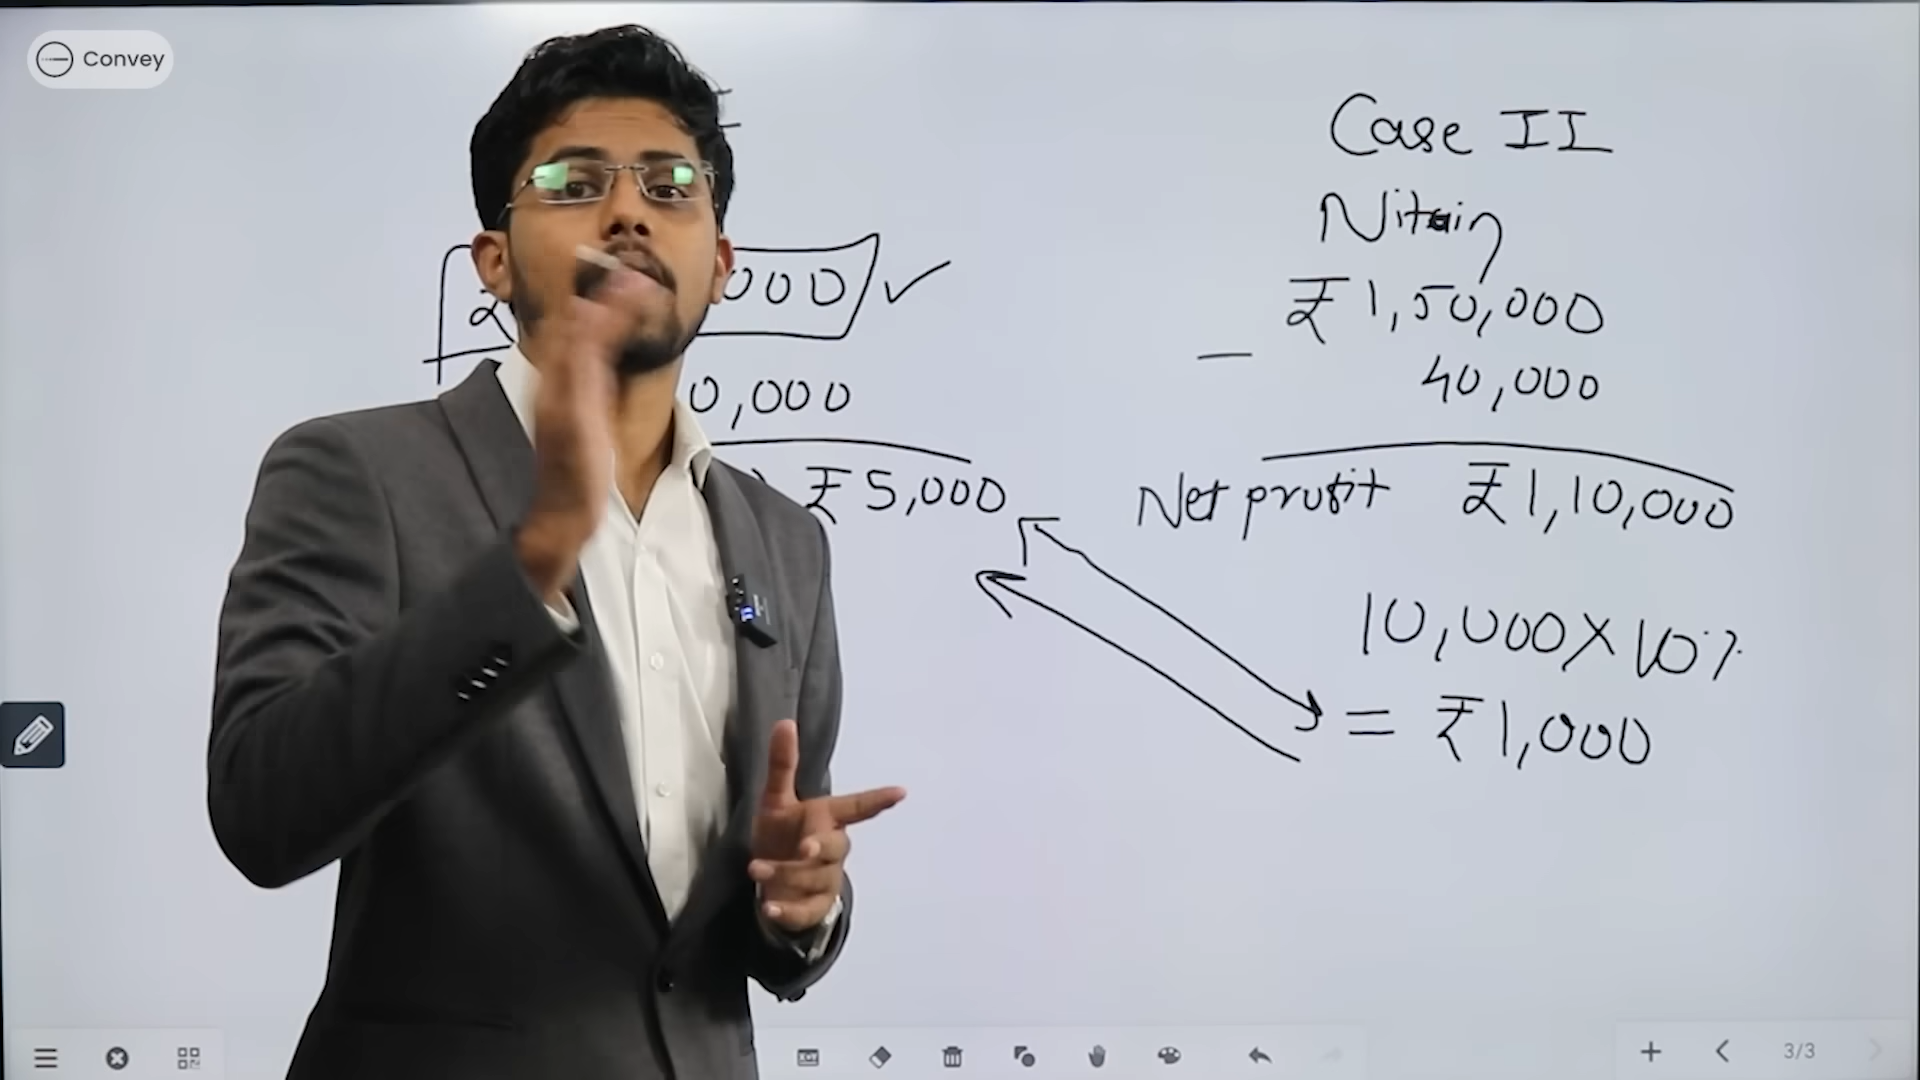 Convey
000
0,000
₹5,000
Case II
Nitin
₹1,50,000
— 40,000
Net profit ₹1,10,000
10,000 × 10%
= ₹1,000
3/3